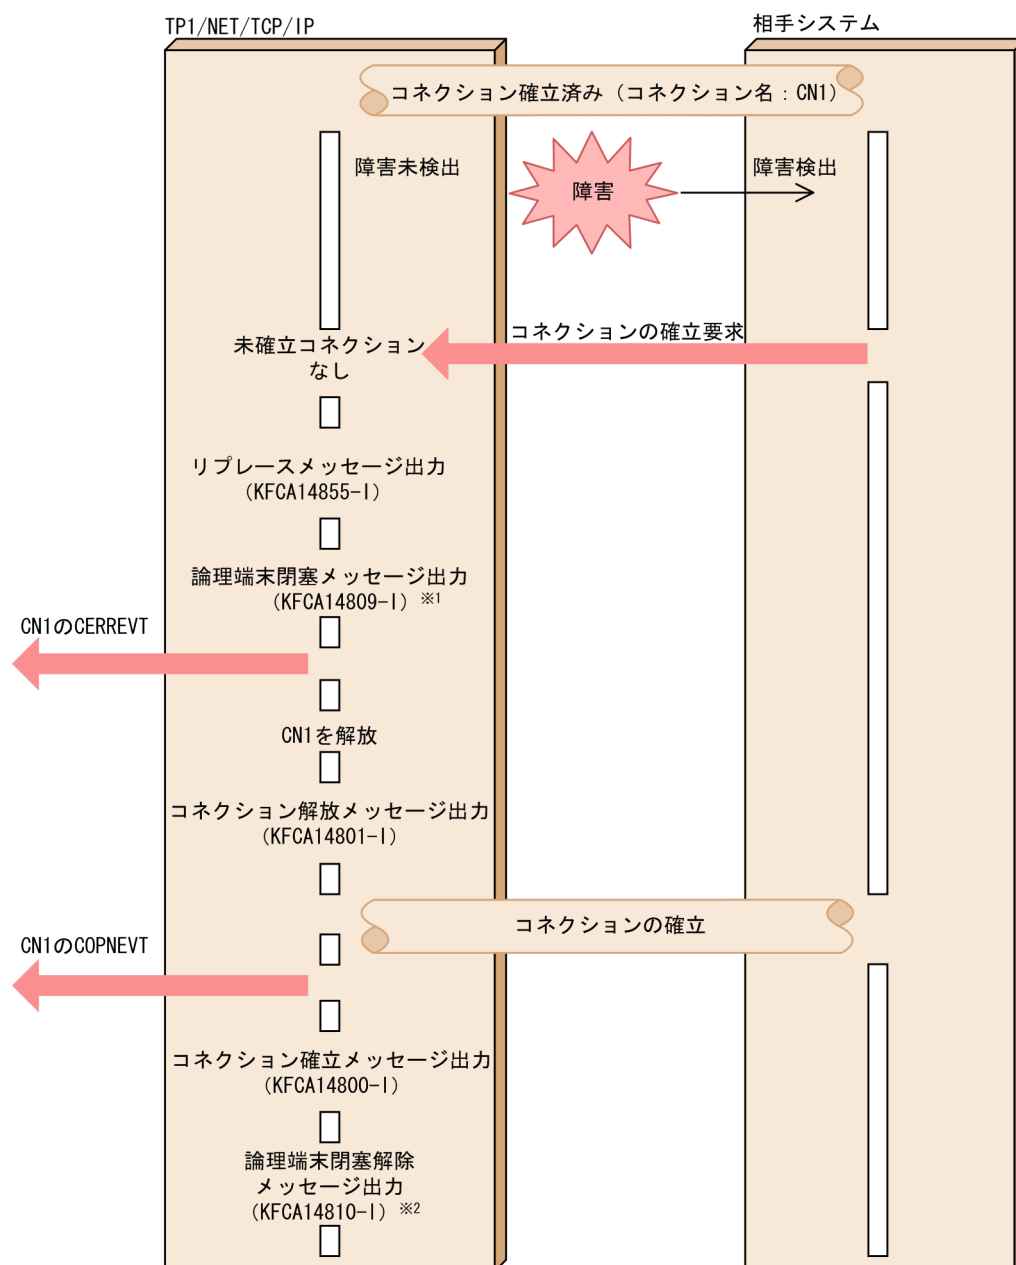 TP1/NET/TCP/IP
相手システム
コネクション確立済み（コネクション名：CN1）
障害未検出
障害
障害検出
コネクションの確立要求
未確立コネクション
なし
リプレースメッセージ出力
（KFCA14855-I）
論理端末閉塞メッセージ出力
（KFCA14809-I）※1
CN1のCERREVT
CN1を解放
コネクション解放メッセージ出力
（KFCA14801-I）
コネクションの確立
CN1のCOPNEVT
コネクション確立メッセージ出力
（KFCA14800-I）
論理端末閉塞解除
メッセージ出力
（KFCA14810-I）※2